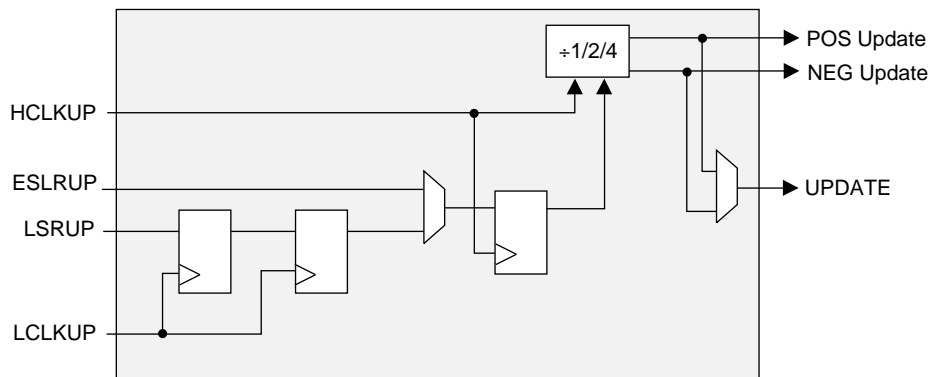 POS Update
÷1/2/4
NEG Update
HCLKUP
ESLRUP
UPDATE
LSRUP
LCLKUP